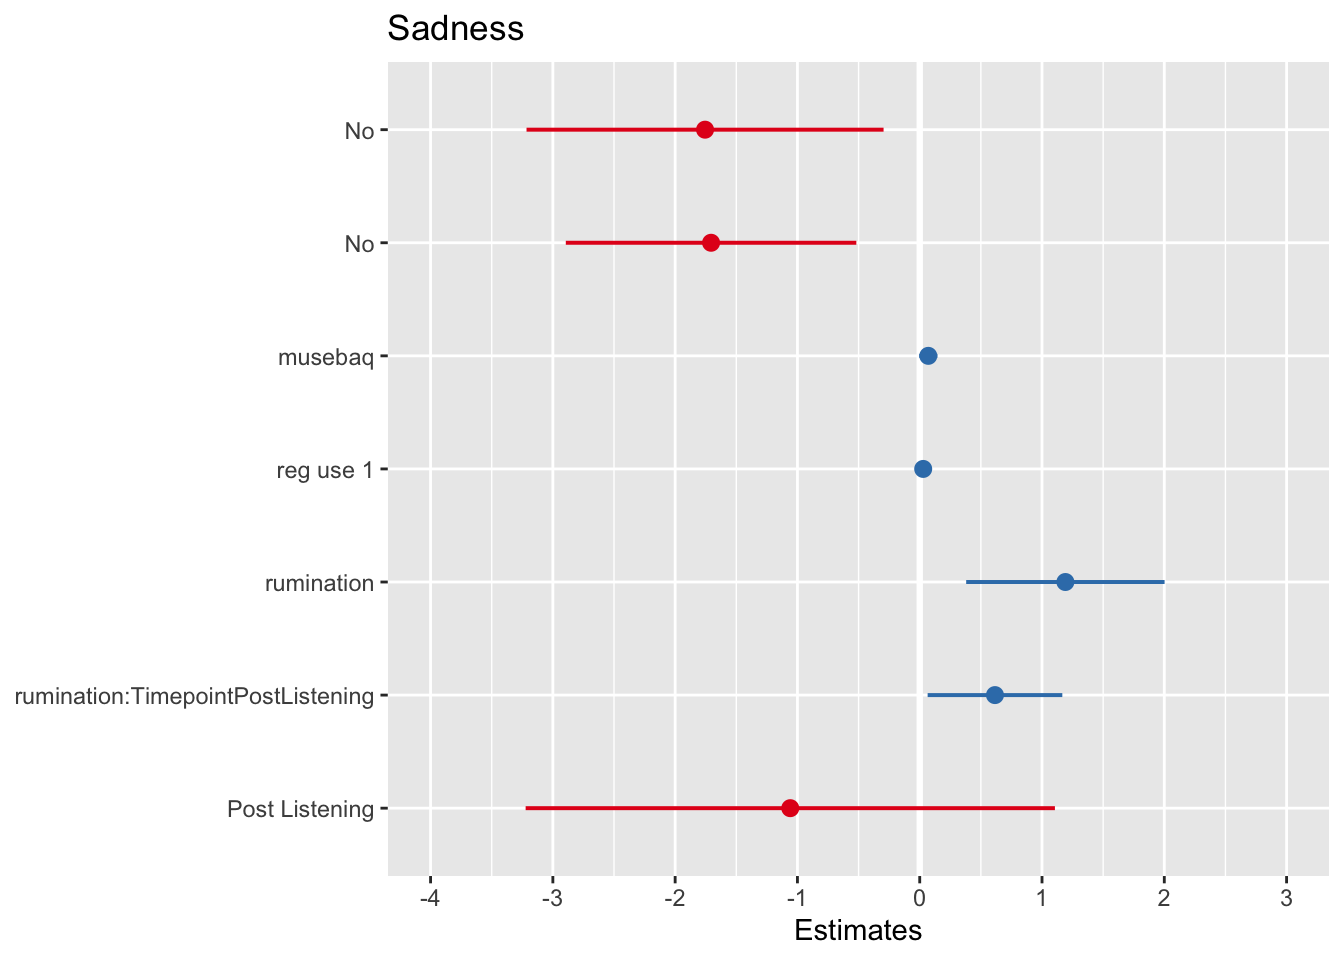 Sadness
No
No
musebaq
reg use 1
rumination
rumination:TimepointPostListening
Post Listening
-4 -3 -2 -1 0 1 2 3
Estimates